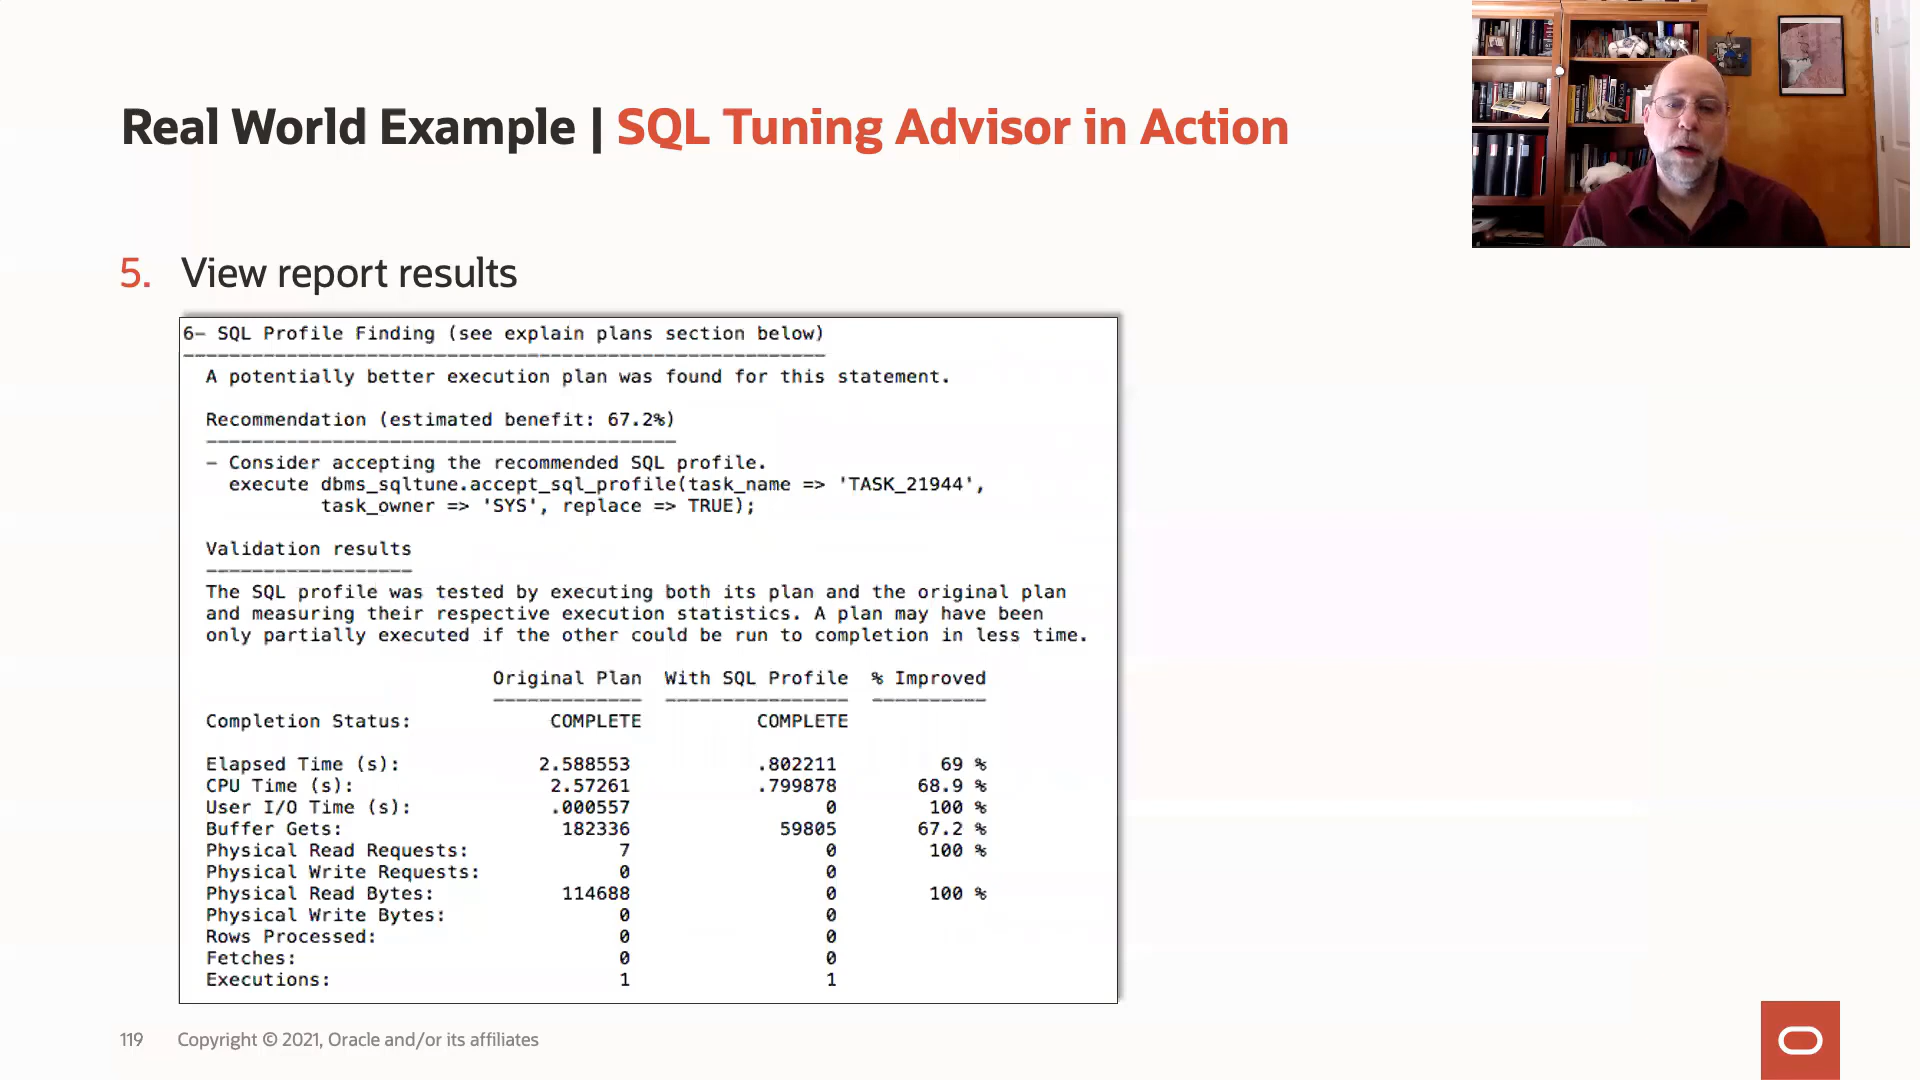 Real World Example | SQL Tuning Advisor in Action
5. View report results
6- SQL Profile Finding (see explain plans section below)
--------------------------------------------------------
A potentially better execution plan was found for this statement.
Recommendation (estimated benefit: 67.2%)
-----------------------------------------
- Consider accepting the recommended SQL profile.
execute dbms_sqltune.accept_sql_profile(task_name => 'TASK_21944',
task_owner => 'SYS', replace => TRUE);
Validation results
------------------
The SQL profile was tested by executing both its plan and the original plan
and measuring their respective execution statistics. A plan may have been
only partially executed if the other could be run to completion in less time.
Original Plan With SQL Profile % Improved
------------- ---------------- ----------
Completion Status: COMPLETE COMPLETE
Elapsed Time (s): 2.588553 .802211 69 %
CPU Time (s): 2.57261 .799878 68.9 %
User I/O Time (s): .000557 0 100 %
Buffer Gets: 182336 59805 67.2 %
Physical Read Requests: 7 0 100 %
Physical Write Requests: 0 0
Physical Read Bytes: 114688 0 100 %
Physical Write Bytes: 0 0
Rows Processed: 0 0
Fetches: 0 0
Executions: 1 1
119 Copyright © 2021, Oracle and/or its affiliates